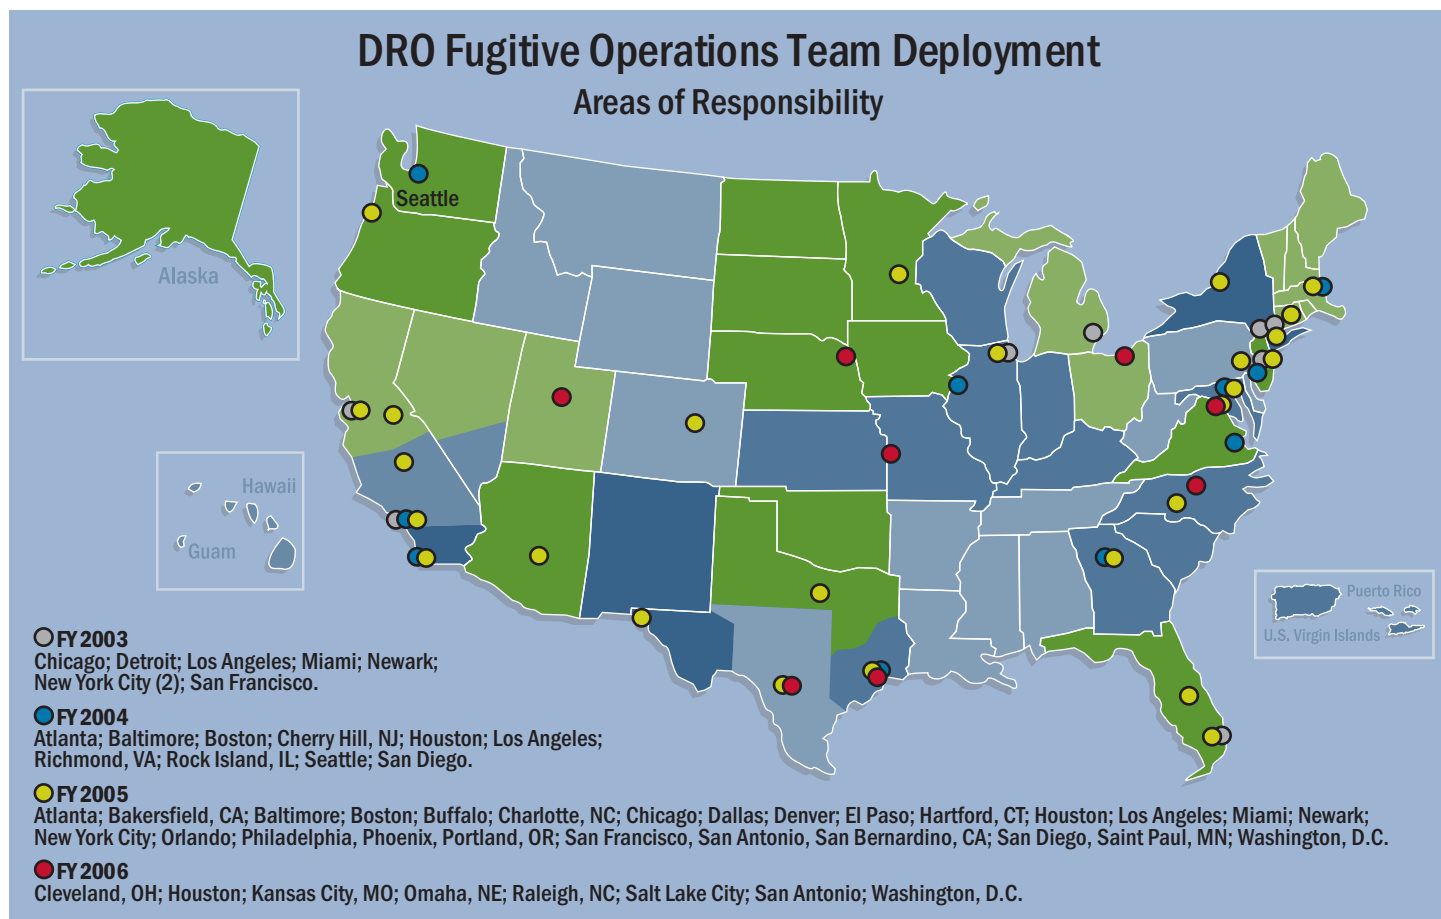 DRO Fugitive Operations Team Deployment
Areas of Responsibility
Seattle
Alaska
Hawaii
Guam
Puerto Rico
U.S. Virgin Islands
FY 2003
Chicago; Detroit; Los Angeles; Miami; Newark;
New York City (2); San Francisco.
FY 2004
Atlanta; Baltimore; Boston; Cherry Hill, NJ; Houston; Los Angeles;
Richmond, VA; Rock Island, IL; Seattle; San Diego.
FY 2005
Atlanta; Bakersfield, CA; Baltimore; Boston; Buffalo; Charlotte, NC; Chicago; Dallas; Denver; El Paso; Hartford, CT; Houston; Los Angeles; Miami; Newark;
New York City; Orlando; Philadelphia, Phoenix, Portland, OR; San Francisco, San Antonio, San Bernardino, CA; San Diego, Saint Paul, MN; Washington, D.C.
FY 2006
Cleveland, OH; Houston; Kansas City, MO; Omaha, NE; Raleigh, NC; Salt Lake City; San Antonio; Washington, D.C.